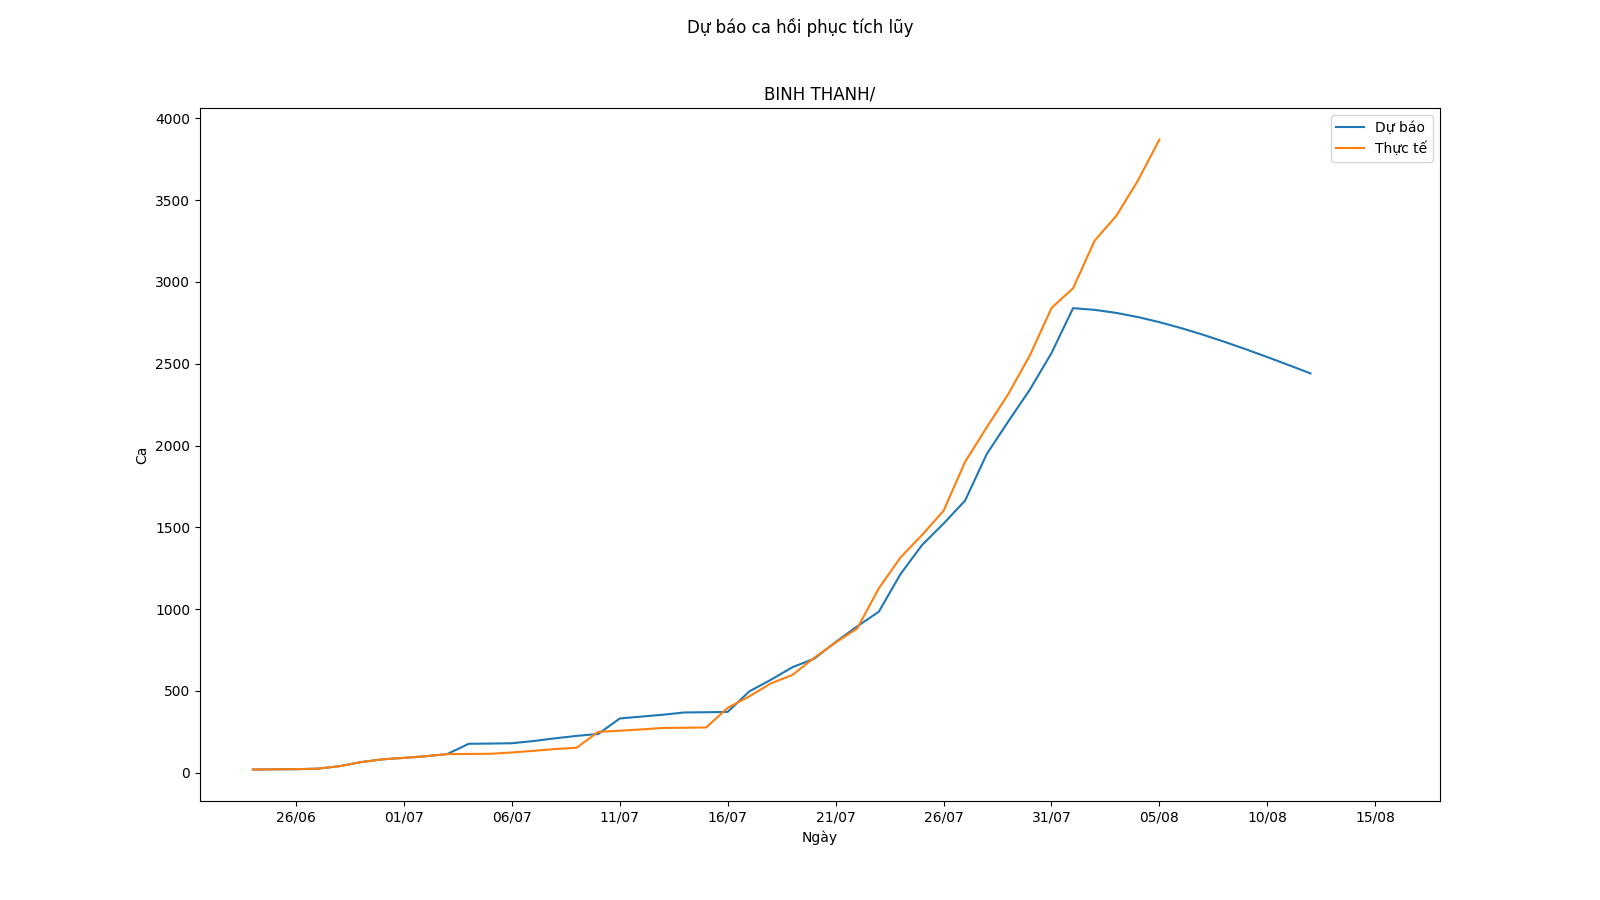 Dự báo ca hồi phục tích lũy
BINH THANH/
Dự báo
Thực tế
4000
3500
3000
2500
2000
1500
1000
500
0
Ca
26/06 01/07 06/07 11/07 16/07 21/07 26/07 31/07 05/08 10/08 15/08
Ngày